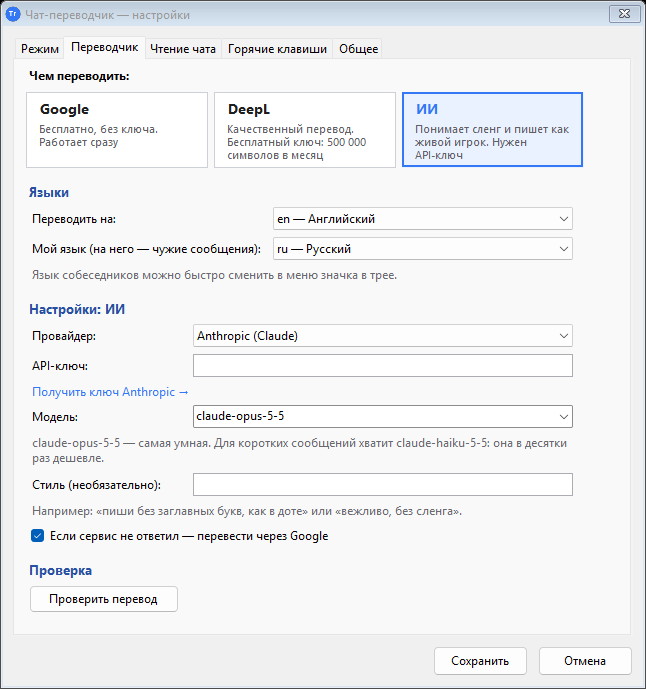 Tr Чат-переводчик — настройки
Режим Переводчик Чтение чата Горячие клавиши Общее
Чем переводить:
Google
Бесплатно, без ключа.
Работает сразу
DeepL
Качественный перевод.
Бесплатный ключ: 500 000
символов в месяц
ИИ
Понимает сленг и пишет как
живой игрок. Нужен
API-ключ
Языки
Переводить на: en — Английский
Мой язык (на него — чужие сообщения): ru — Русский
Язык собеседников можно быстро сменить в меню значка в трее.
Настройки: ИИ
Провайдер: Anthropic (Claude)
API-ключ:
Получить ключ Anthropic →
Модель: claude-opus-5-5
claude-opus-5-5 — самая умная. Для коротких сообщений хватит claude-haiku-5-5: она в десятки
раз дешевле.
Стиль (необязательно):
Например: «пиши без заглавных букв, как в доте» или «вежливо, без сленга».
Если сервис не ответил — перевести через Google
Проверка
Проверить перевод
Сохранить Отмена